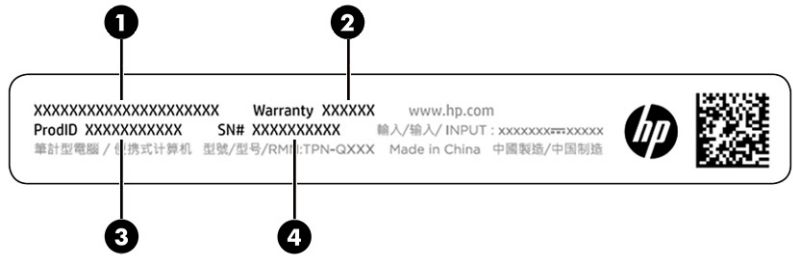 1 2
XXXXXXXXXXXXXXXXXXXXX Warranty XXXXXX www.hp.com
ProdID XXXXXXXXXXX SN# XXXXXXXXXX 輸入/输入/ INPUT : xxxxxxx⎓xxxxx hp
筆計型電腦 / 便携式计算机 型號/型号/RMN:TPN-QXXX Made in China 中國製造/中国制造
3 4